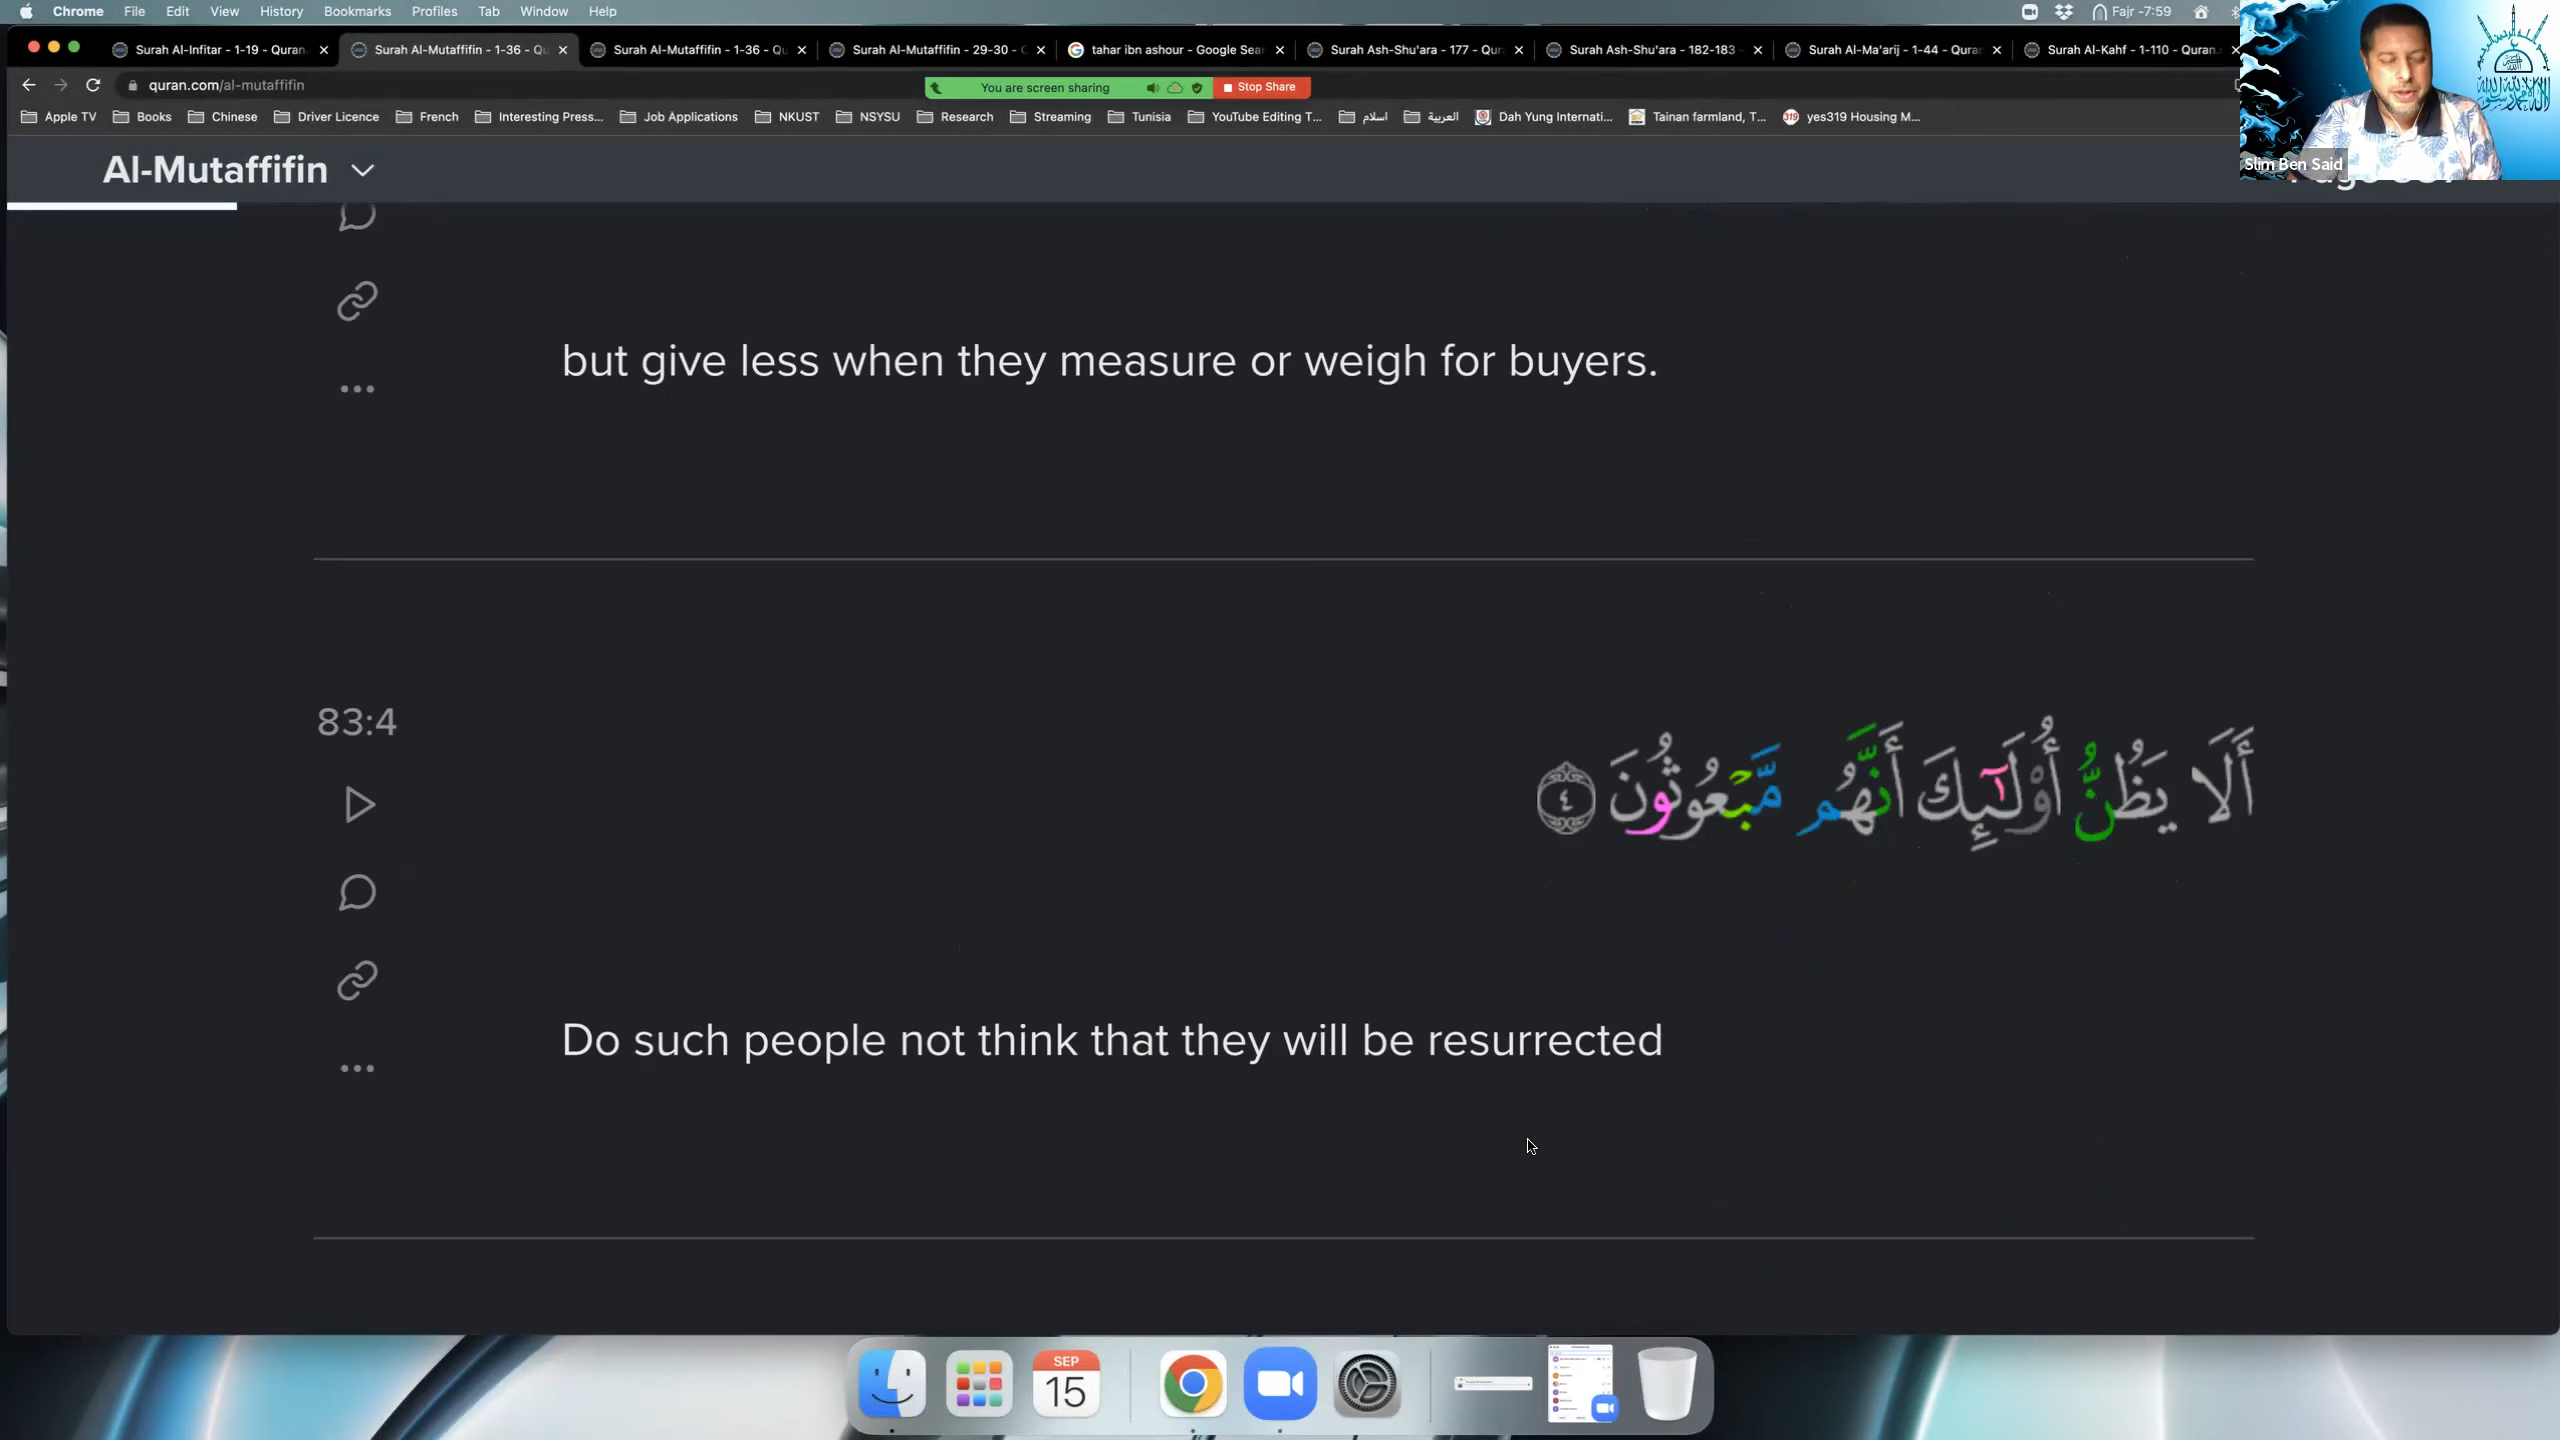 Chrome File Edit View History Bookmarks Profiles Tab Window Help
Fajr -7:59
Surah Al-Infitar - 1-19 - Quran.
Surah Al-Mutaffifin - 1-36 - Qu
Surah Al-Mutaffifin - 1-36 - Qu
Surah Al-Mutaffifin - 29-30 -
tahar ibn ashour - Google Sea
Surah Ash-Shu'ara - 177 - Qur
Surah Ash-Shu'ara - 182-183 -
Surah Al-Ma'arij - 1-44 - Quran
Surah Al-Kahf - 1-110 - Quran.
quran.com/al-mutaffifin
You are screen sharing
Stop Share
Apple TV Books Chinese Driver Licence French Interesting Press... Job Applications NKUST NSYSU Research Streaming Tunisia YouTube Editing T... اسلام العربية Dah Yung Internati... Tainan farmland, T... 319 yes319 Housing M...
Slim Ben Said
Al-Mutaffifin
but give less when they measure or weigh for buyers.
83:4
أَلَا يَظُنُّ أُو۟لَـٰٓئِكَ أَنَّهُم مَّبْعُوثُونَ ٤
Do such people not think that they will be resurrected
SEP
15